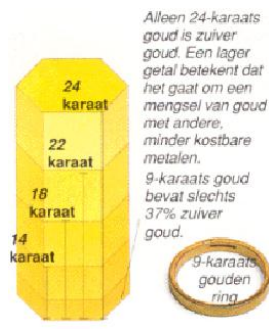 Alleen 24-karaats
goud is zuiver
goud. Een lager
getal betekent dat
het gaat om een
mengsel van goud
met andere,
minder kostbare
metalen.
9-karaats goud
bevat slechts
37% zuiver
goud.
24
karaat
22
karaat
18
karaat
14
karaat
9-karaats
gouden
ring